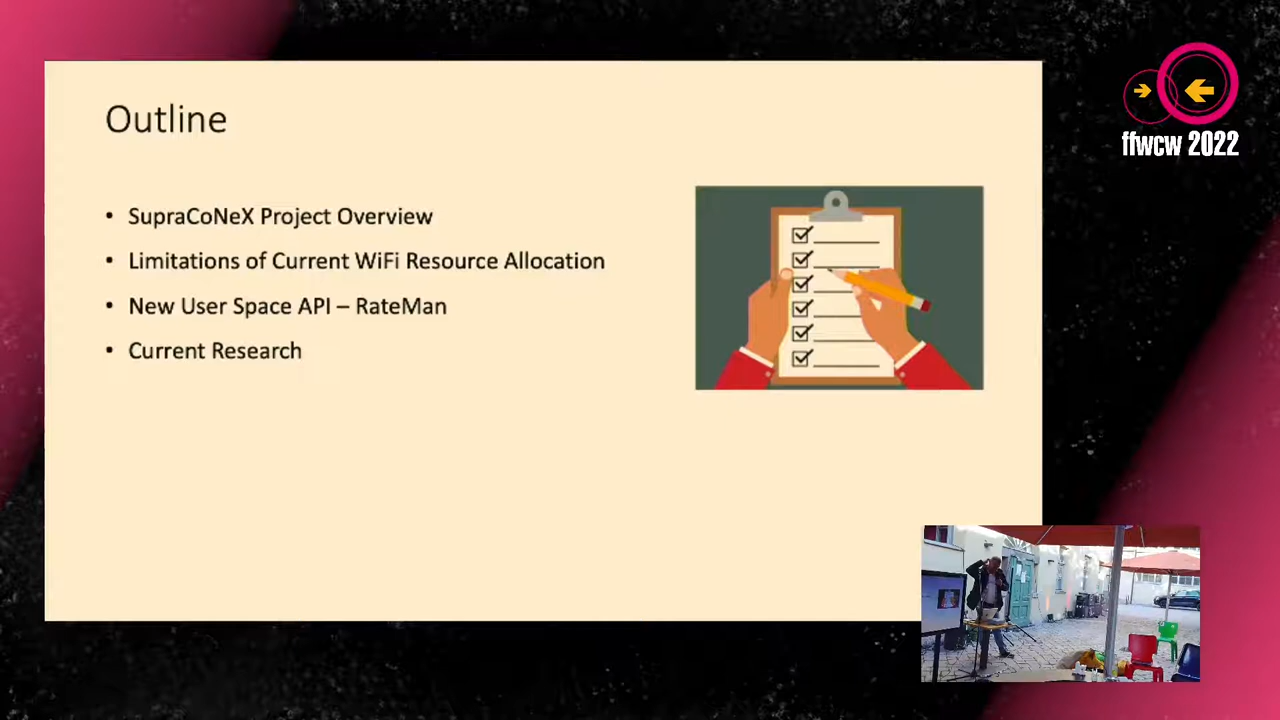 Outline
• SupraCoNeX Project Overview
• Limitations of Current WiFi Resource Allocation
• New User Space API – RateMan
• Current Research
ffwcw 2022